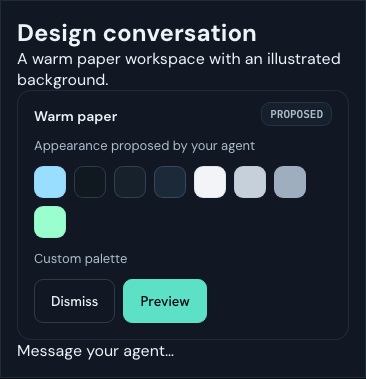 Design conversation
A warm paper workspace with an illustrated
background.
Warm paper
PROPOSED
Appearance proposed by your agent
Custom palette
Dismiss
Preview
Message your agent…